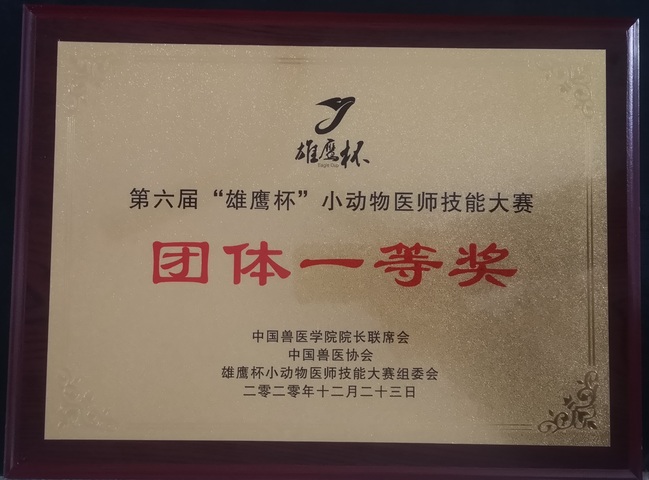 雄鹰杯
Eagle Cup
第六届“雄鹰杯”小动物医师技能大赛
团体一等奖
中国兽医学院院长联席会
中国兽医协会
雄鹰杯小动物医师技能大赛组委会
二零二零年十二月二十三日